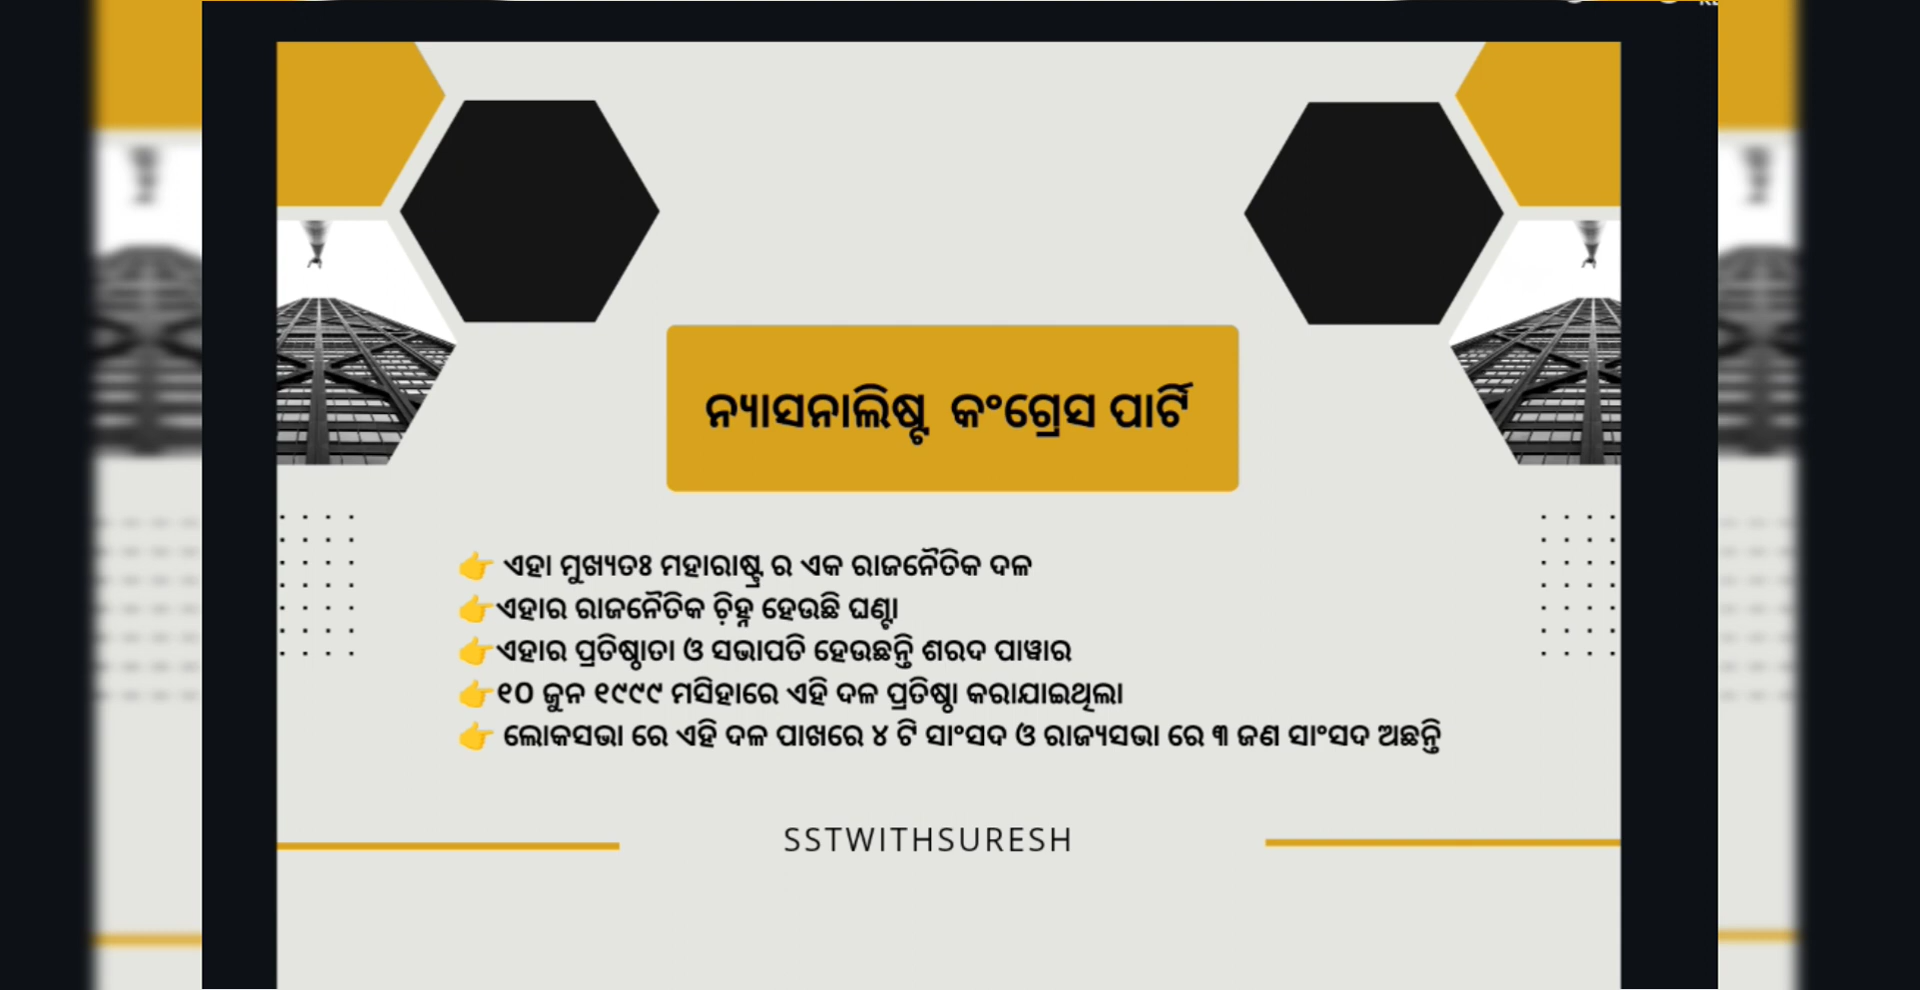 ନ୍ୟାସନାଲିଷ୍ଟ କଂଗ୍ରେସ ପାର୍ଟି
👉 ଏହା ମୁଖ୍ୟତଃ ମହାରାଷ୍ଟ୍ର ର ଏକ ରାଜନୈତିକ ଦଳ
👉ଏହାର ରାଜନୈତିକ ଚ଼ିହ୍ନ ହେଉଛି ଘଣ୍ଟା
👉ଏହାର ପ୍ରତିଷ୍ଠାତା ଓ ସଭାପତି ହେଉଛନ୍ତି ଶରଦ ପାୱାର
👉୧୦ ଜୁନ ୧୯୯୯ ମସିହାରେ ଏହି ଦଳ ପ୍ରତିଷ୍ଠା କରାଯାଇଥିଲା
👉 ଲୋକସଭା ରେ ଏହି ଦଳ ପାଖରେ ୪ ଟି ସାଂସଦ ଓ ରାଜ୍ୟସଭା ରେ ୩ ଜଣ ସାଂସଦ ଅଛନ୍ତି
SSTWITHSURESH